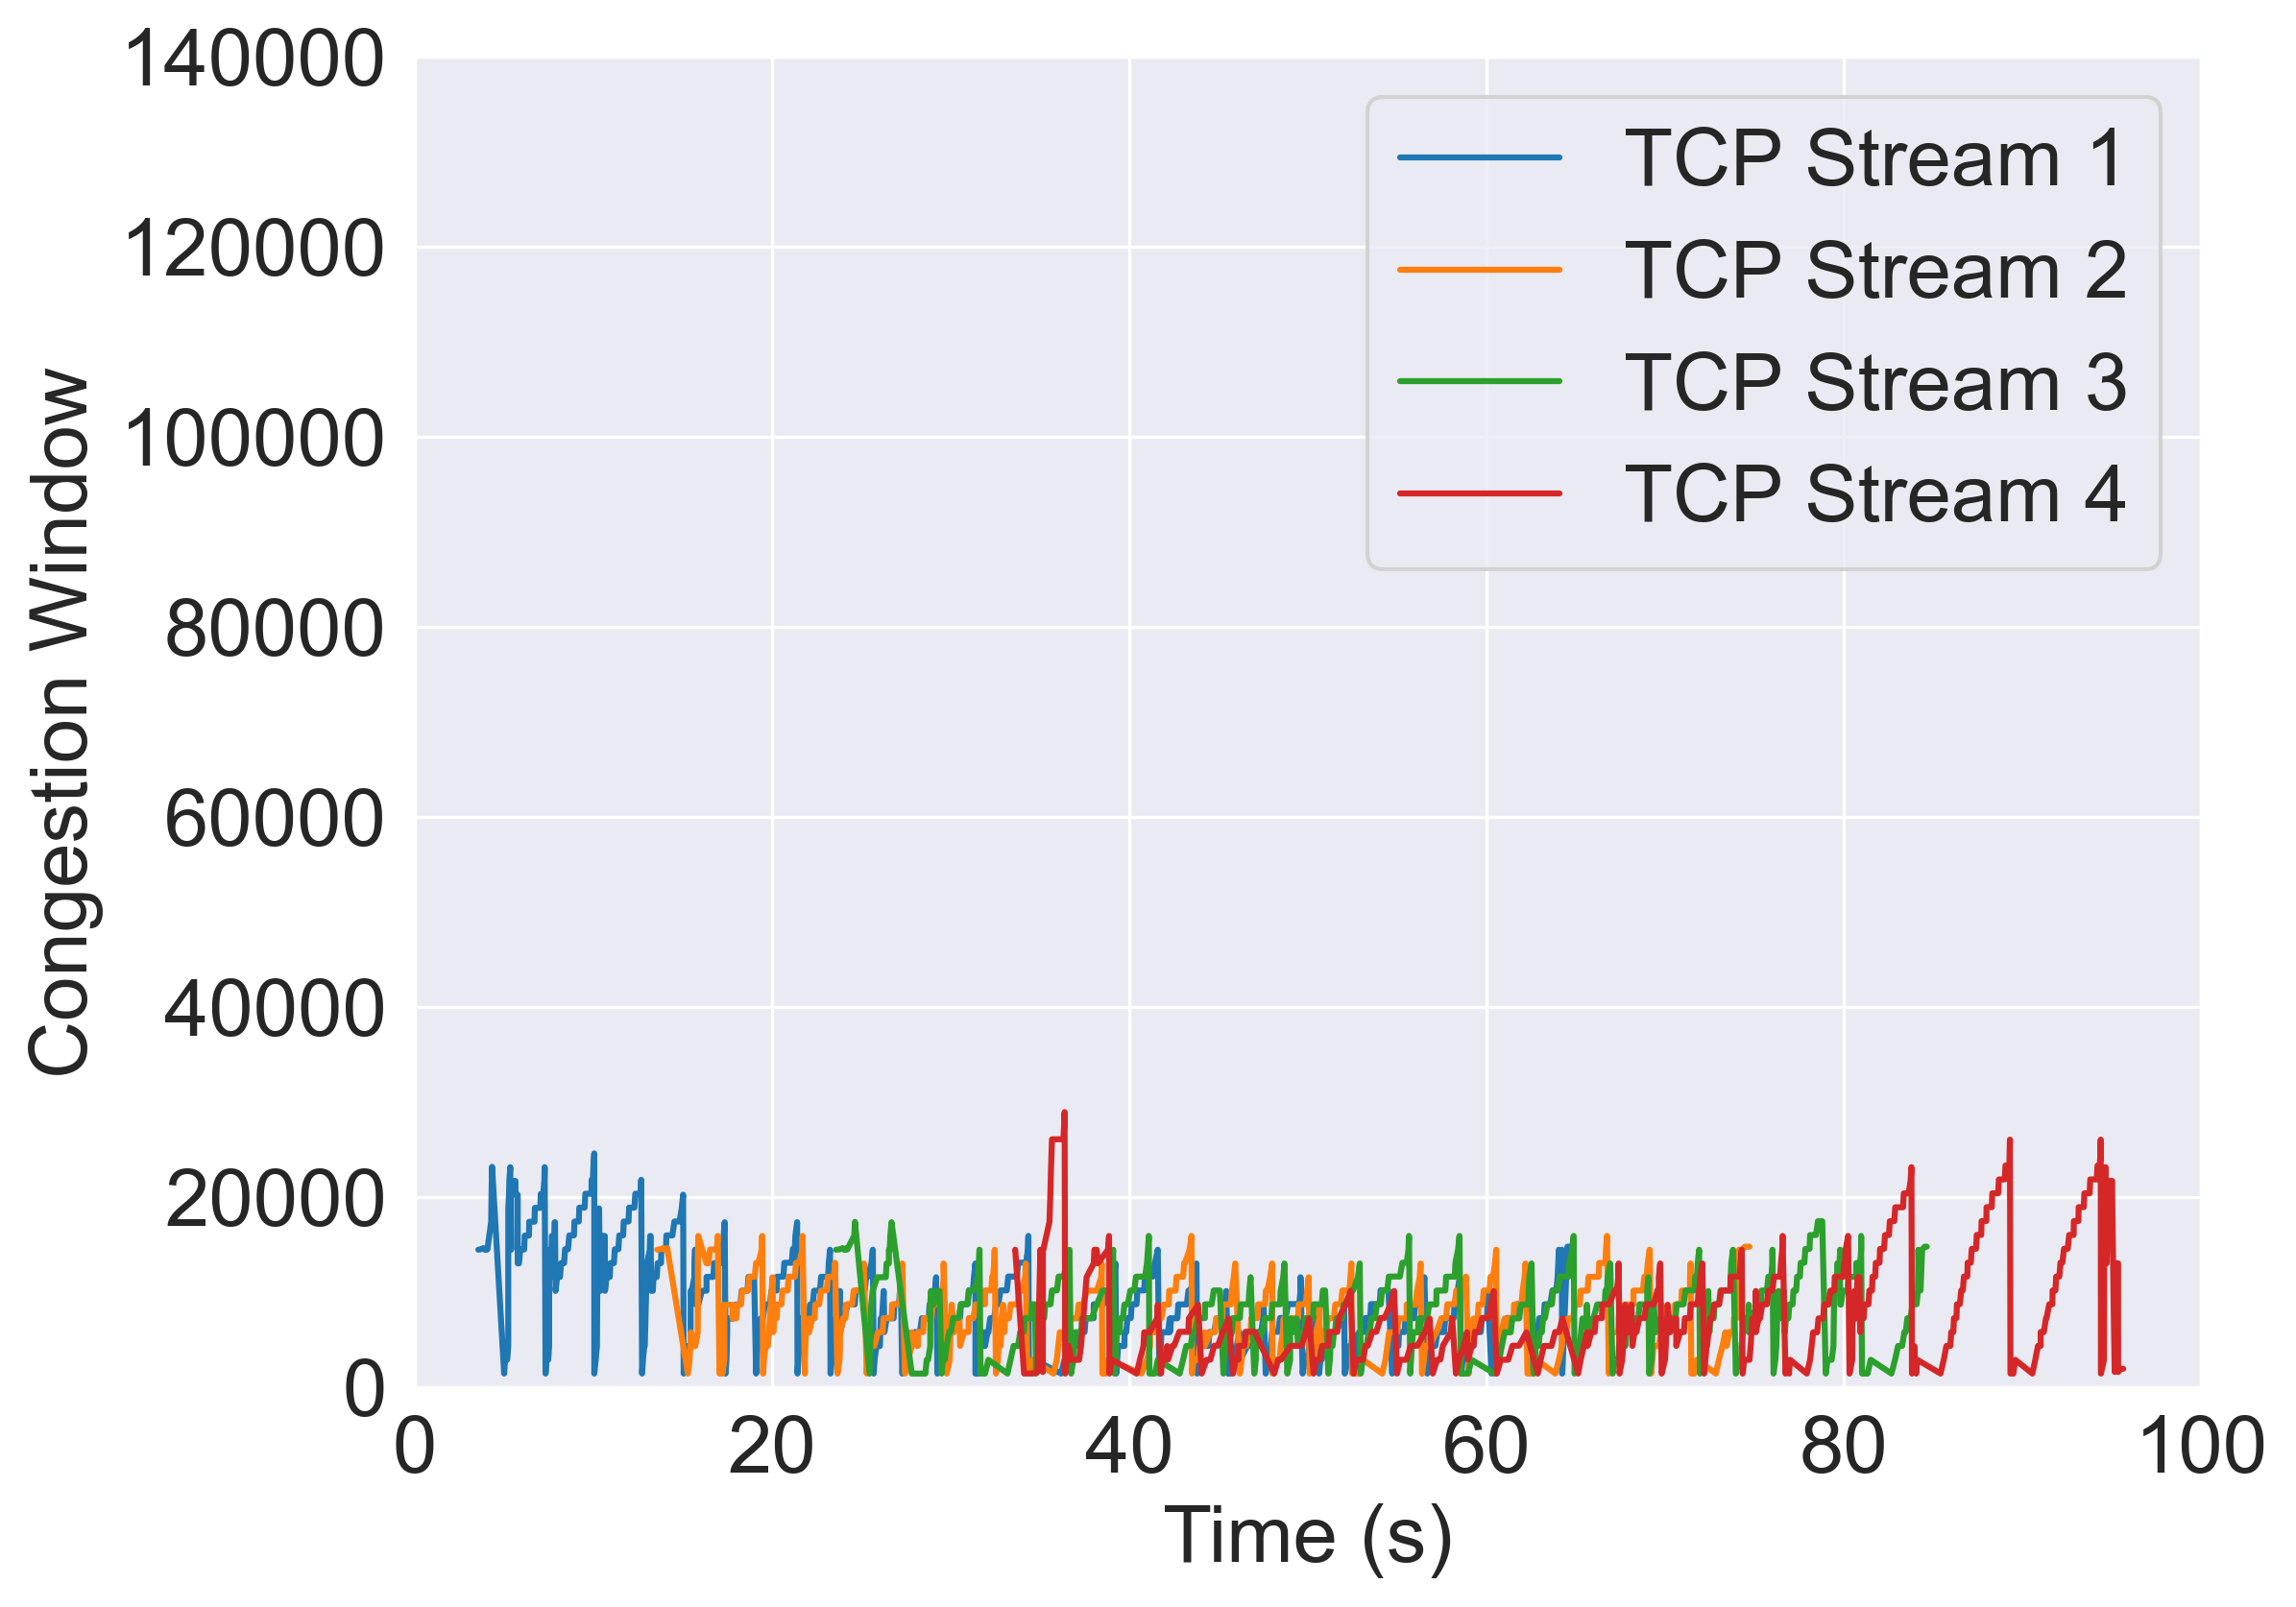 140000
120000
100000
80000
60000
40000
20000
0
Congestion Window
TCP Stream 1
TCP Stream 2
TCP Stream 3
TCP Stream 4
0 20 40 60 80 100
Time (s)